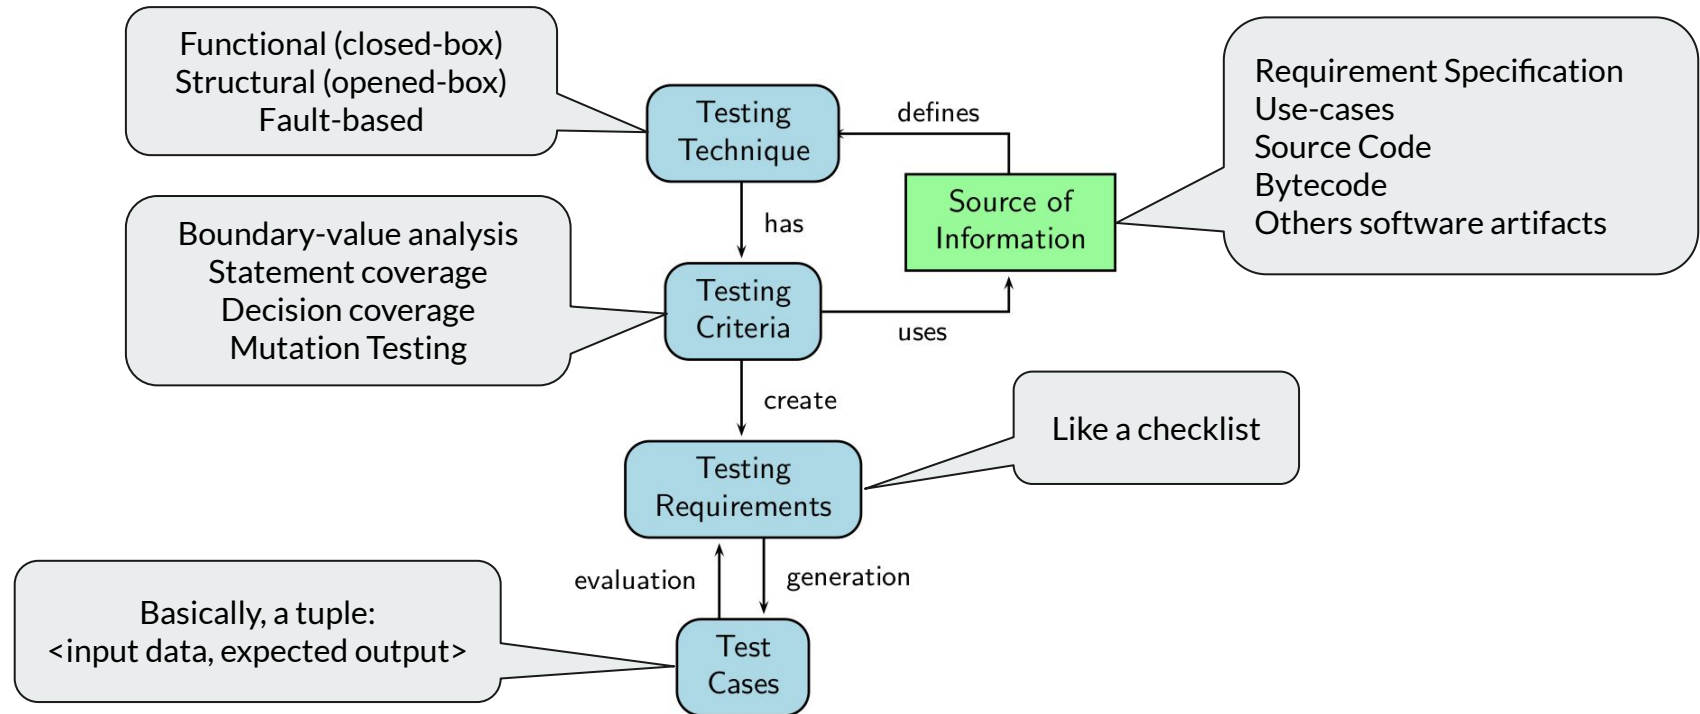 Functional (closed-box)
Structural (opened-box)
Fault-based
Testing
Technique
defines
Requirement Specification
Use-cases
Source Code
Bytecode
Others software artifacts
Source of
Information
has
Boundary-value analysis
Statement coverage
Decision coverage
Mutation Testing
Testing
Criteria
uses
create
Like a checklist
Testing
Requirements
evaluation
generation
Basically, a tuple:
<input data, expected output>
Test
Cases